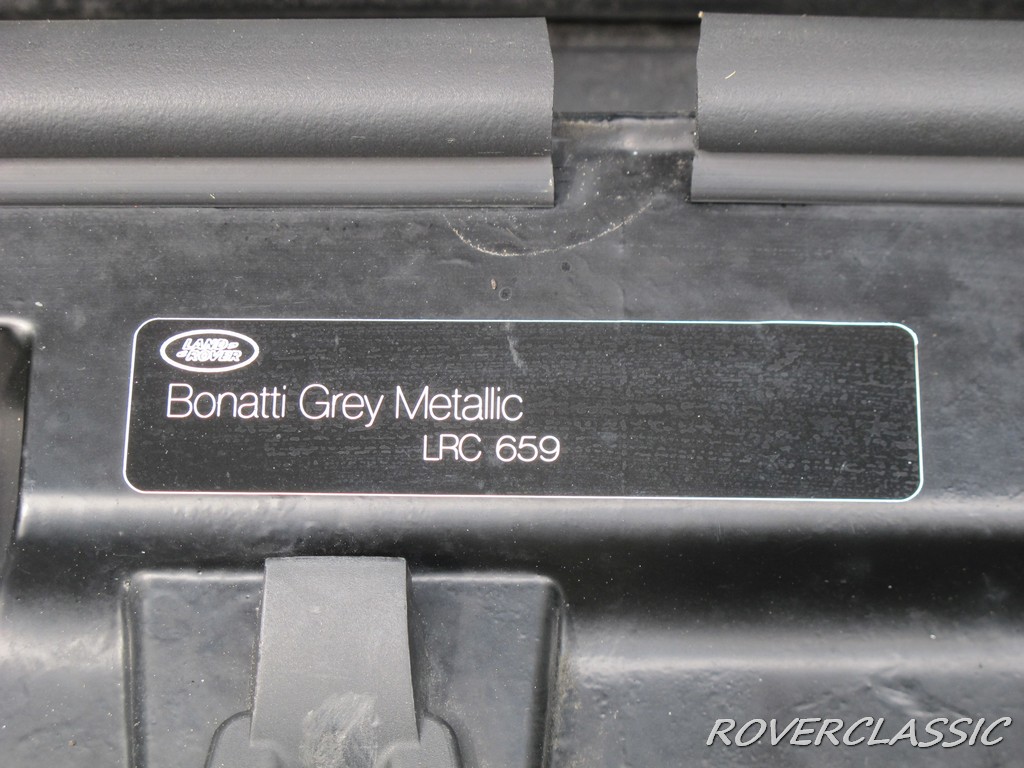 LAND-
-ROVER
Bonatti Grey Metallic
LRC 659
ROVERCLASSIC